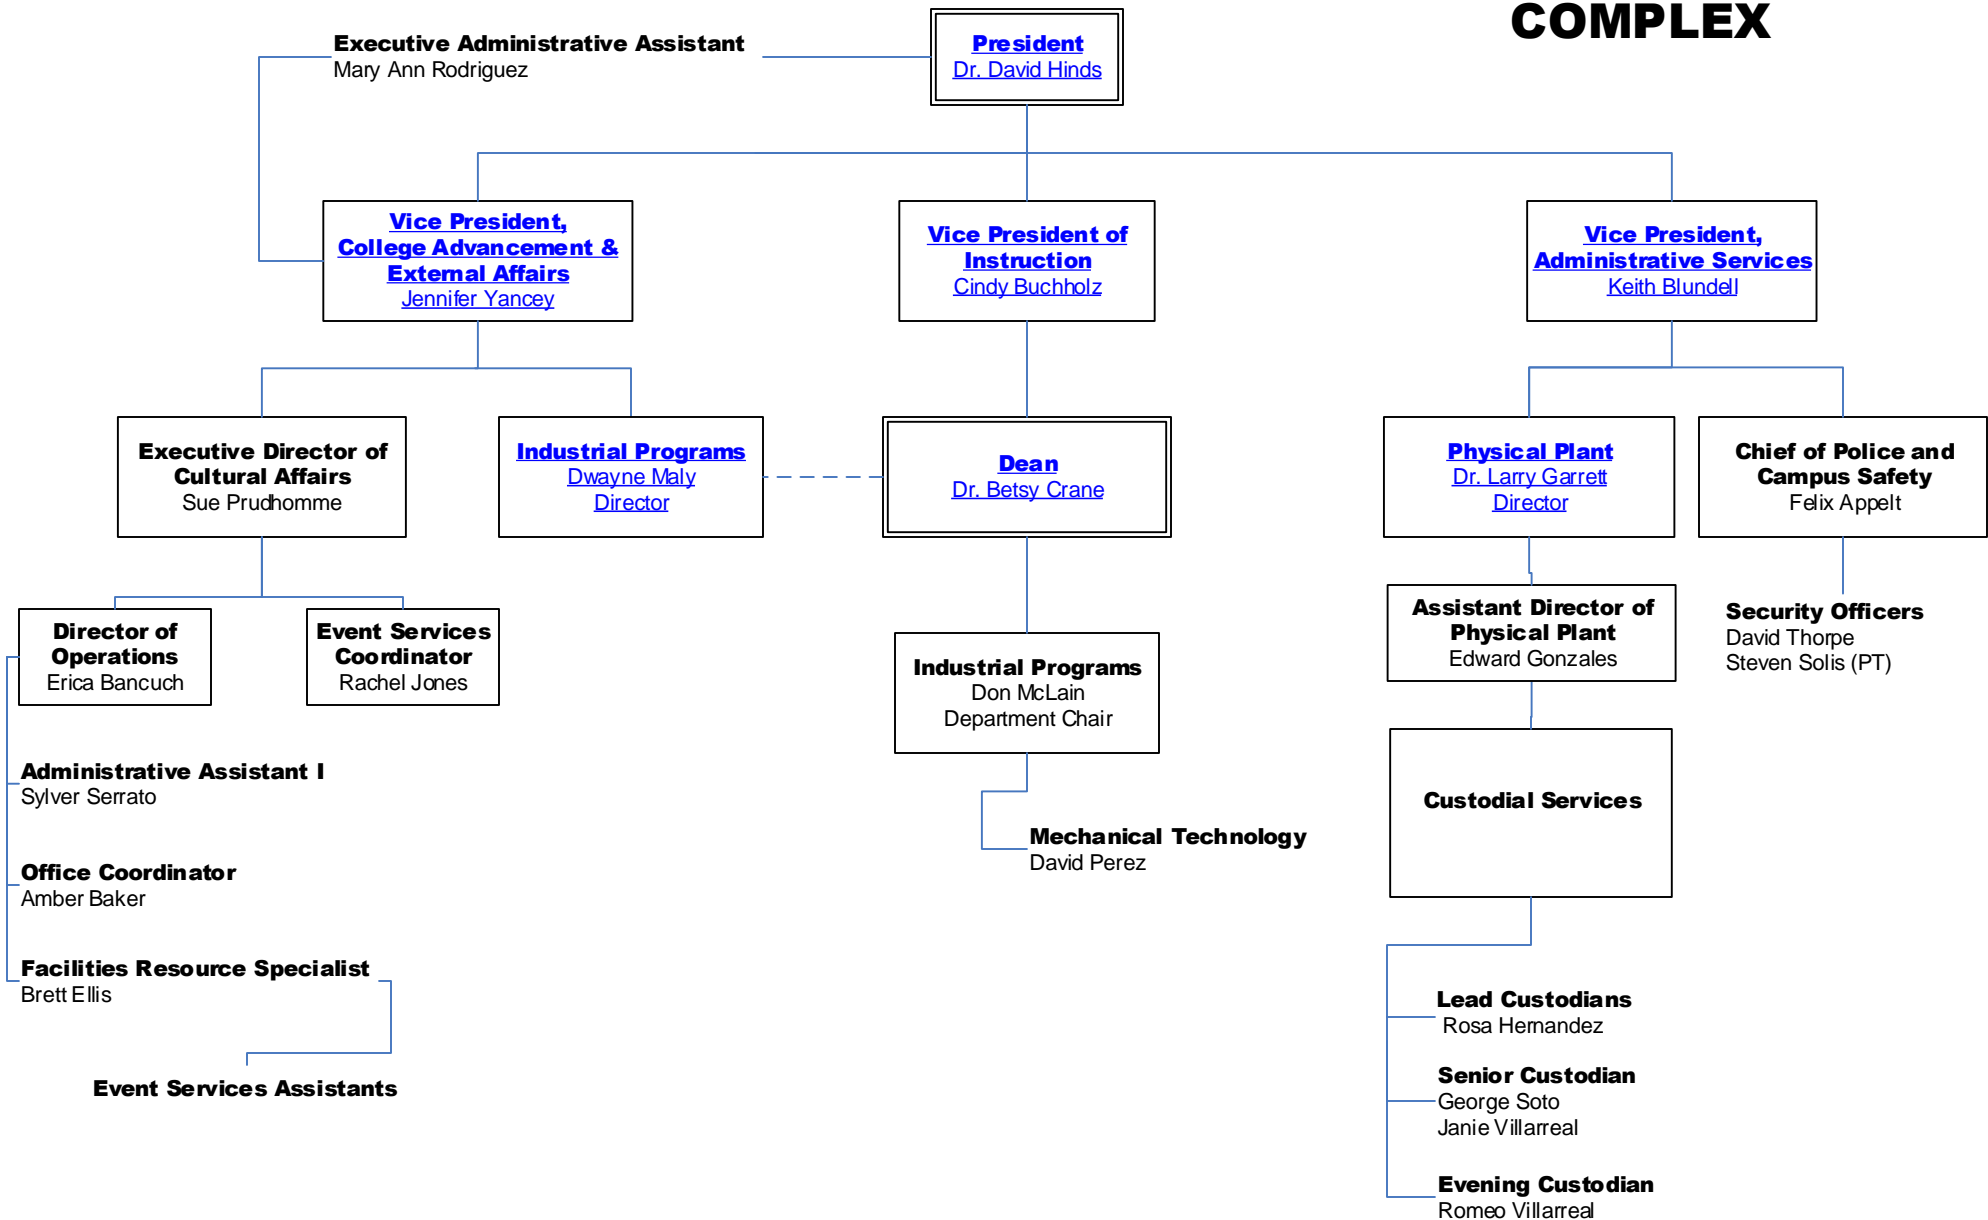 COMPLEX
Executive Administrative Assistant
Mary Ann Rodriguez
President
Dr. David Hinds
Vice President,
College Advancement &
External Affairs
Jennifer Yancey
Vice President of
Instruction
Cindy Buchholz
Vice President,
Administrative Services
Keith Blundell
Executive Director of
Cultural Affairs
Sue Prudhomme
Industrial Programs
Dwayne Maly
Director
Dean
Dr. Betsy Crane
Physical Plant
Dr. Larry Garrett
Director
Chief of Police and
Campus Safety
Felix Appelt
Director of
Operations
Erica Bancuch
Event Services
Coordinator
Rachel Jones
Industrial Programs
Don McLain
Department Chair
Assistant Director of
Physical Plant
Edward Gonzales
Security Officers
David Thorpe
Steven Solis (PT)
Administrative Assistant I
Sylver Serrato
Office Coordinator
Amber Baker
Facilities Resource Specialist
Brett Ellis
Event Services Assistants
Mechanical Technology
David Perez
Custodial Services
Lead Custodians
Rosa Hernandez
Senior Custodian
George Soto
Janie Villarreal
Evening Custodian
Romeo Villarreal